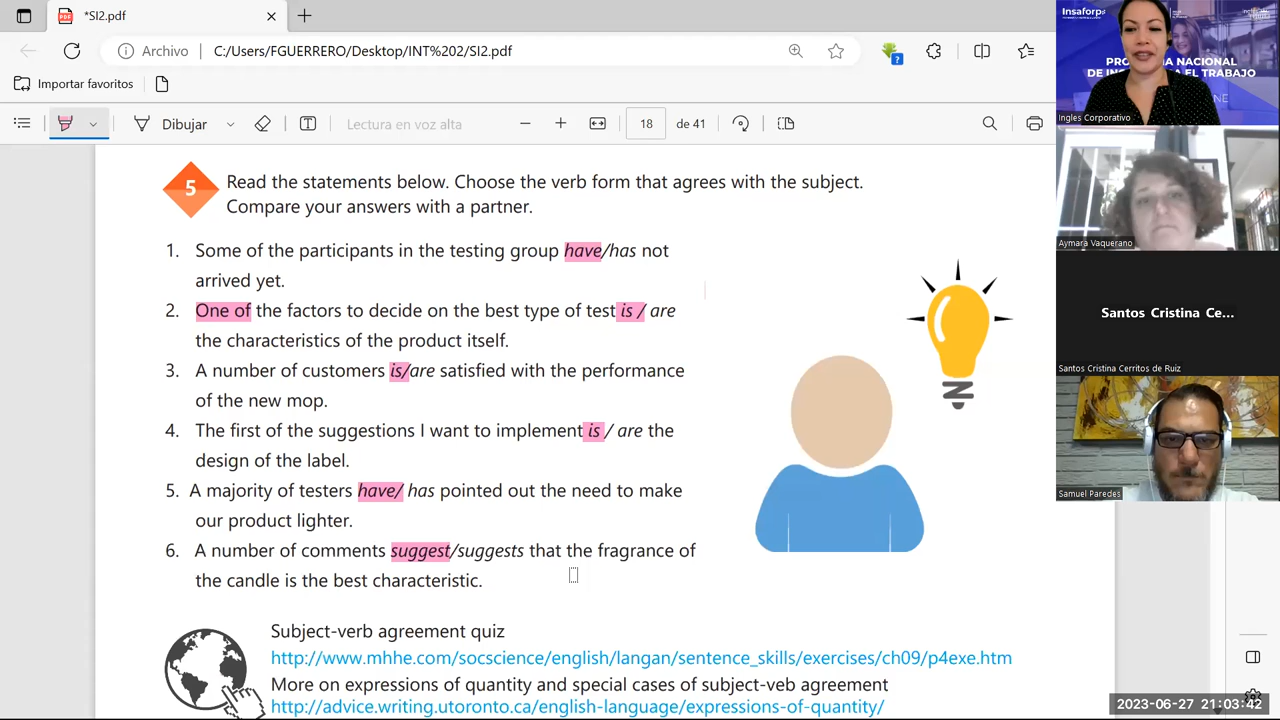 *SI2.pdf
Archivo
C:/Users/FGUERRERO/Desktop/INT%202/SI2.pdf
Importar favoritos
Dibujar
Lectura en voz alta
18
de 41
5
Read the statements below. Choose the verb form that agrees with the subject.
Compare your answers with a partner.
1. Some of the participants in the testing group have/has not
arrived yet.
2. One of the factors to decide on the best type of test is / are
the characteristics of the product itself.
3. A number of customers is/are satisfied with the performance
of the new mop.
4. The first of the suggestions I want to implement is / are the
design of the label.
5. A majority of testers have/ has pointed out the need to make
our product lighter.
6. A number of comments suggest/suggests that the fragrance of
the candle is the best characteristic.
Subject-verb agreement quiz
http://www.mhhe.com/socscience/english/langan/sentence_skills/exercises/ch09/p4exe.htm
More on expressions of quantity and special cases of subject-veb agreement
http://advice.writing.utoronto.ca/english-language/expressions-of-quantity/
Insaforp
NACIONAL
TRABAJO
Ingles Corporativo
Aymara Vaquerano
Santos Cristina Ce...
Santos Cristina Cerritos de Ruiz
Samuel Paredes
2023-06-27 21:03:42